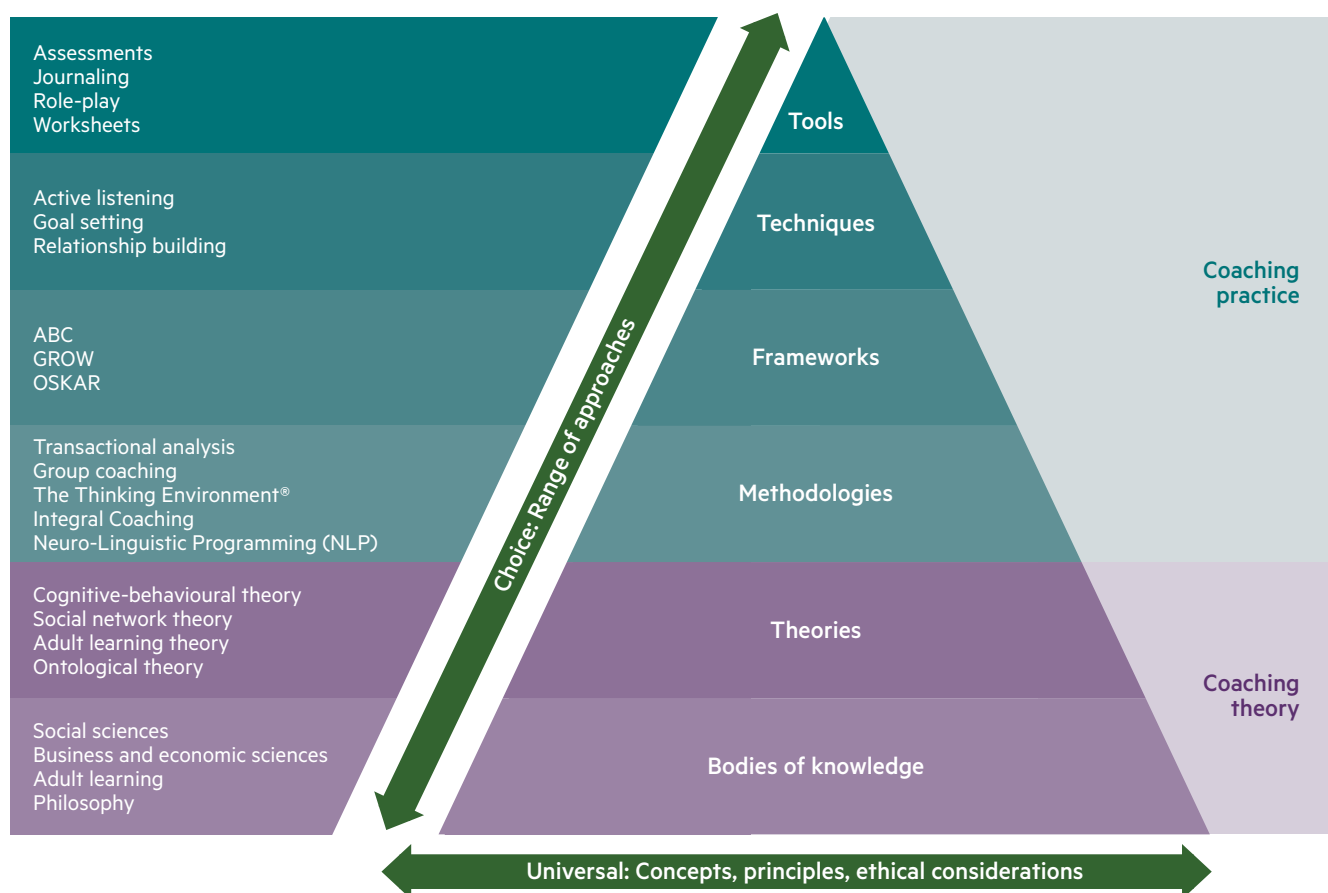 Assessments
Journaling
Role-play
Worksheets
Tools
Active listening
Goal setting
Relationship building
Techniques
ABC
GROW
OSKAR
Frameworks
Transactional analysis
Group coaching
The Thinking Environment®
Integral Coaching
Neuro-Linguistic Programming (NLP)
Methodologies
Coaching
practice
Choice: Range of approaches
Cognitive-behavioural theory
Social network theory
Adult learning theory
Ontological theory
Theories
Social sciences
Business and economic sciences
Adult learning
Philosophy
Bodies of knowledge
Coaching
theory
Universal: Concepts, principles, ethical considerations